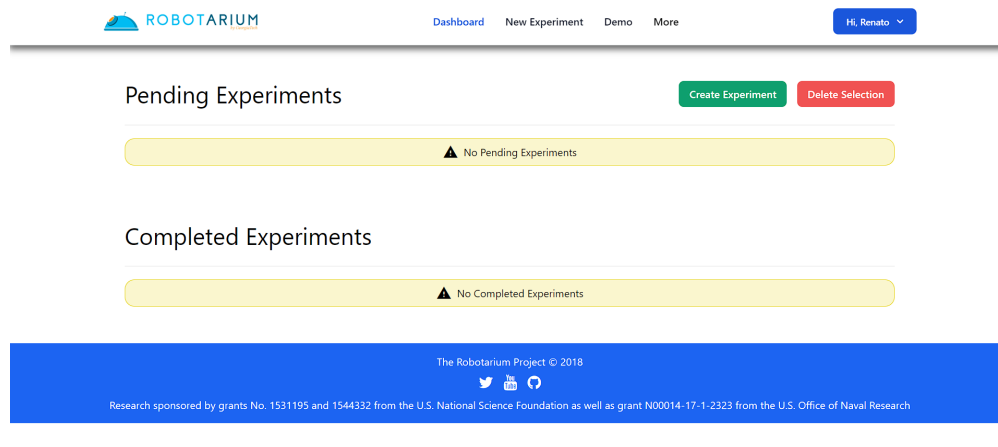 ROBOTARIUM
Dashboard
New Experiment
Demo
More
Hi, Renato
Pending Experiments
Create Experiment
Delete Selection
No Pending Experiments
Completed Experiments
No Completed Experiments
The Robotarium Project © 2018
You
Tube
Research sponsored by grants No. 1531195 and 1544332 from the U.S. National Science Foundation as well as grant N00014-17-1-2323 from the U.S. Office of Naval Research